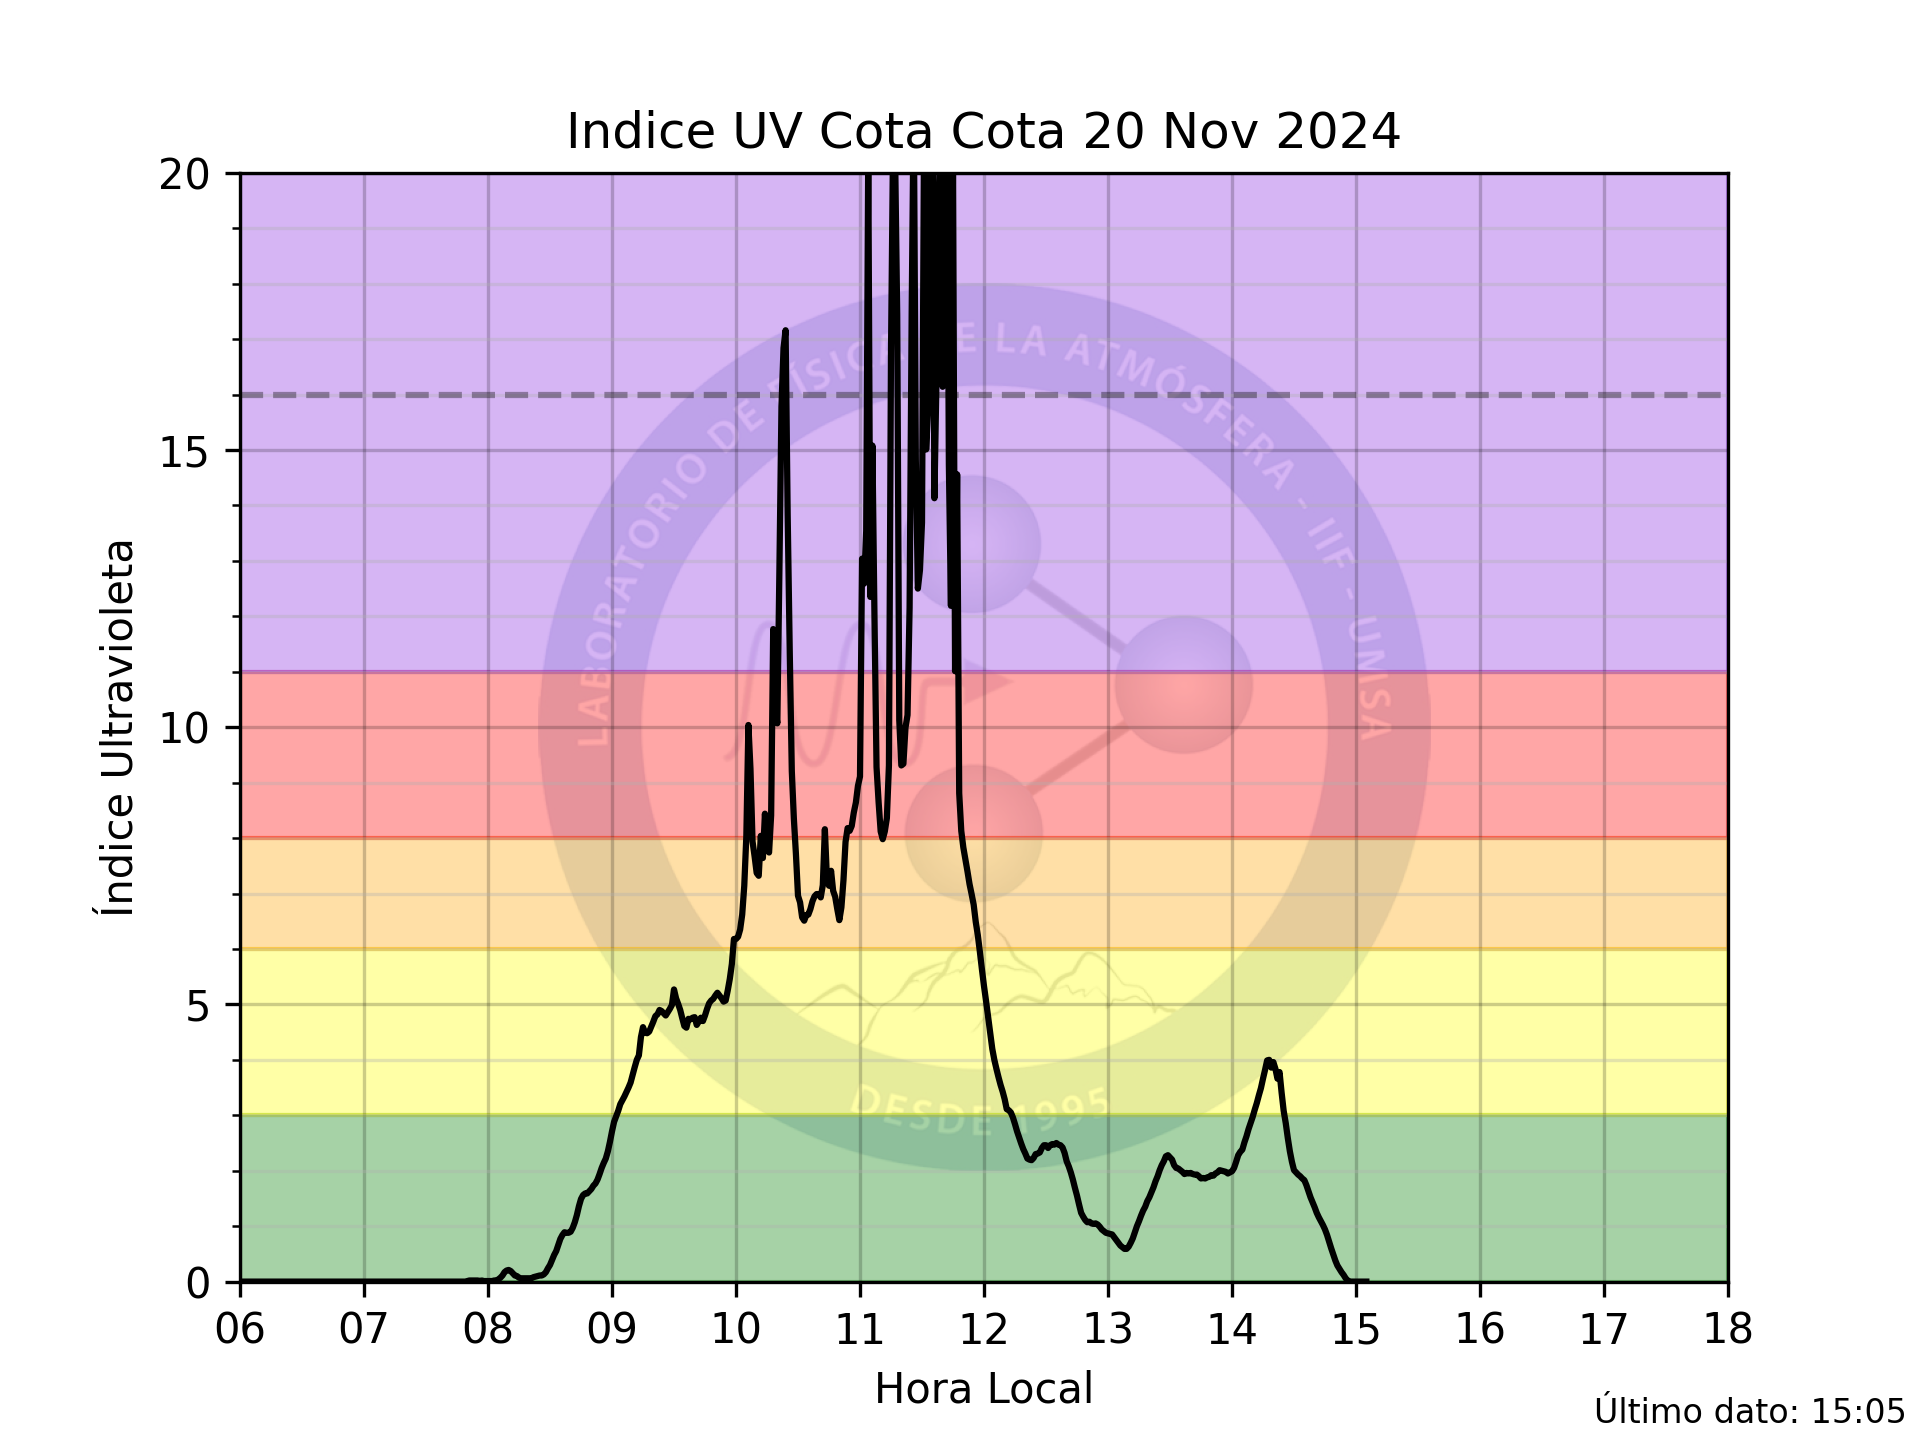 Indice UV Cota Cota 20 Nov 2024
20
15
10
5
0
Índice Ultravioleta
LABORATORIO DE FÍSICA DE LA ATMÓSFERA - IIF - UMSA
DESDE 1995
06 07 08 09 10 11 12 13 14 15 16 17 18
Hora Local
Último dato: 15:05